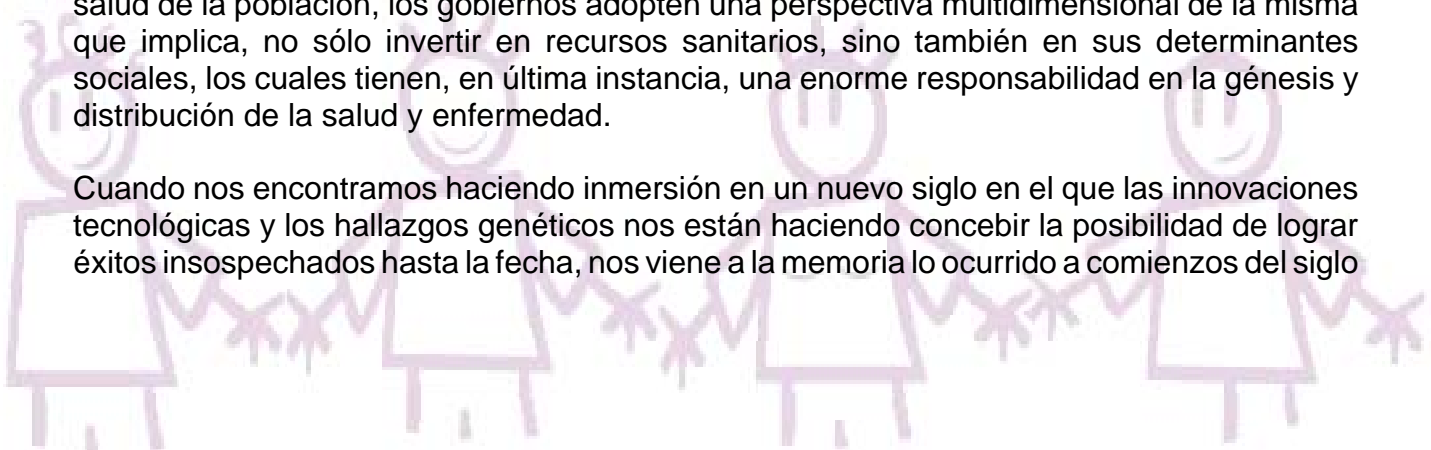 salud de la población, los gobiernos adopten una perspectiva multidimensional de la misma
que implica, no sólo invertir en recursos sanitarios, sino también en sus determinantes
sociales, los cuales tienen, en última instancia, una enorme responsabilidad en la génesis y
distribución de la salud y enfermedad.
Cuando nos encontramos haciendo inmersión en un nuevo siglo en el que las innovaciones
tecnológicas y los hallazgos genéticos nos están haciendo concebir la posibilidad de lograr
éxitos insospechados hasta la fecha, nos viene a la memoria lo ocurrido a comienzos del siglo